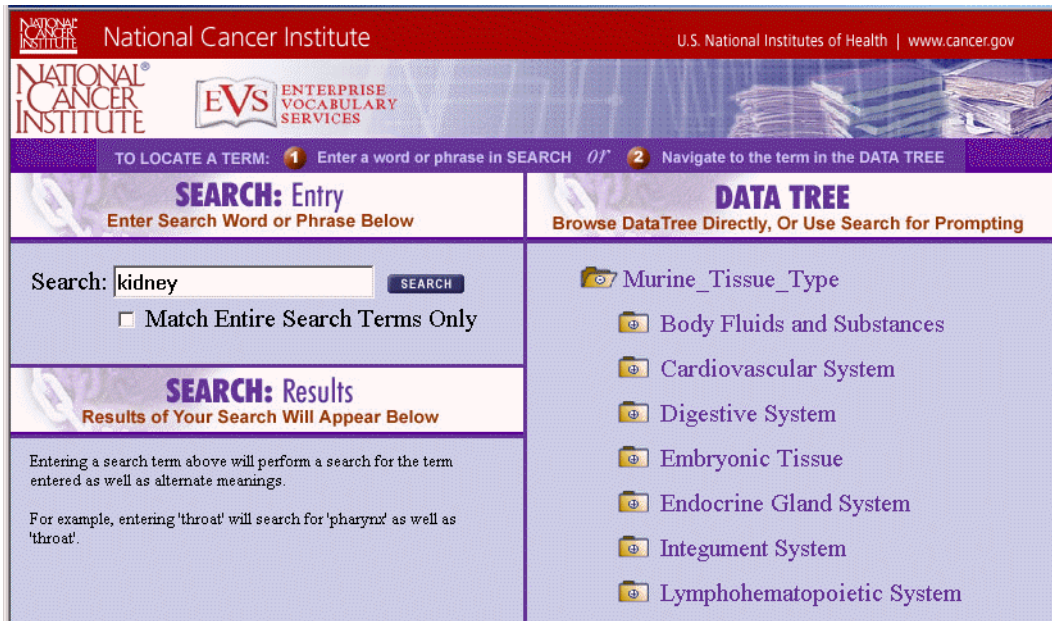 NATIONAL CANCER INSTITUTE
National Cancer Institute
U.S. National Institutes of Health | www.cancer.gov
NATIONAL®
CANCER
INSTITUTE
EVS
ENTERPRISE
VOCABULARY
SERVICES
TO LOCATE A TERM: 1 Enter a word or phrase in SEARCH or 2 Navigate to the term in the DATA TREE
SEARCH: Entry
Enter Search Word or Phrase Below
Search: kidney SEARCH
Match Entire Search Terms Only
SEARCH: Results
Results of Your Search Will Appear Below
Entering a search term above will perform a search for the term
entered as well as alternate meanings.
For example, entering 'throat' will search for 'pharynx' as well as
'throat'.
DATA TREE
Browse DataTree Directly, Or Use Search for Prompting
Murine_Tissue_Type
Body Fluids and Substances
Cardiovascular System
Digestive System
Embryonic Tissue
Endocrine Gland System
Integument System
Lymphohematopoietic System